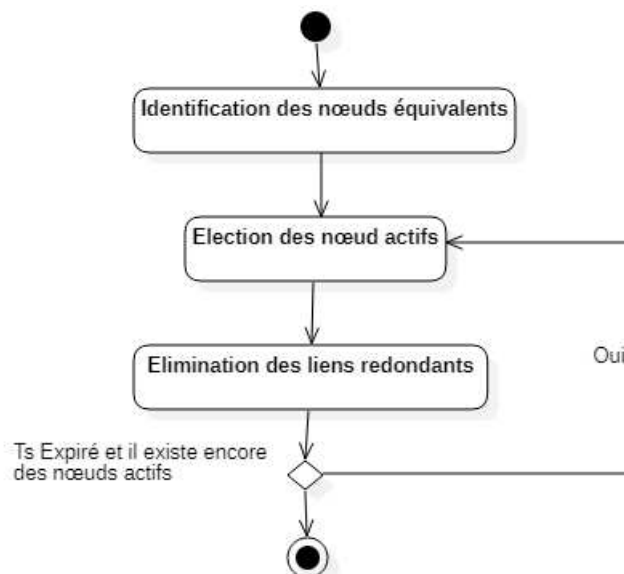 Identification des nœuds équivalents
Election des nœud actifs
Elimination des liens redondants
Oui
Ts Expiré et il existe encore
des nœuds actifs